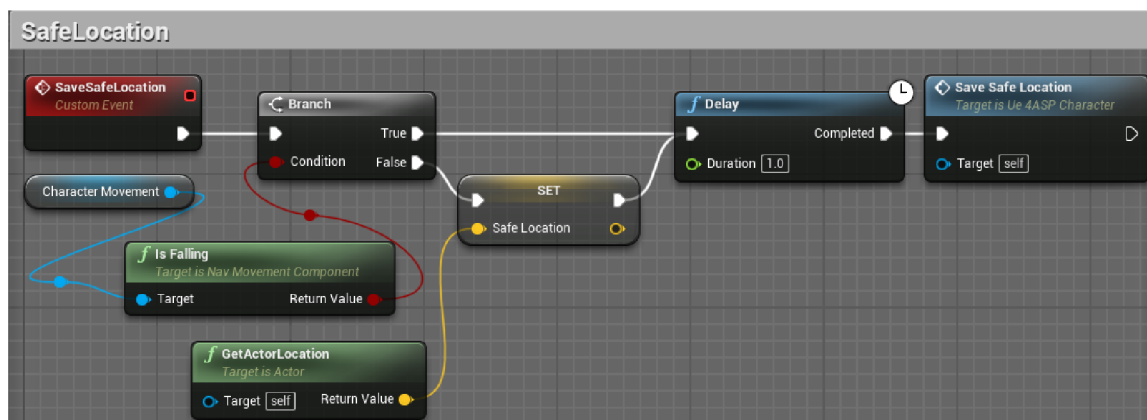 SafeLocation
SaveSafeLocation
Custom Event
Branch
True
Condition
False
Character Movement
Is Falling
Target is Nav Movement Component
Target
Return Value
SET
Safe Location
GetActorLocation
Target is Actor
Target self
Return Value
Delay
Completed
Duration 1.0
Save Safe Location
Target is Ue 4ASP Character
Target self